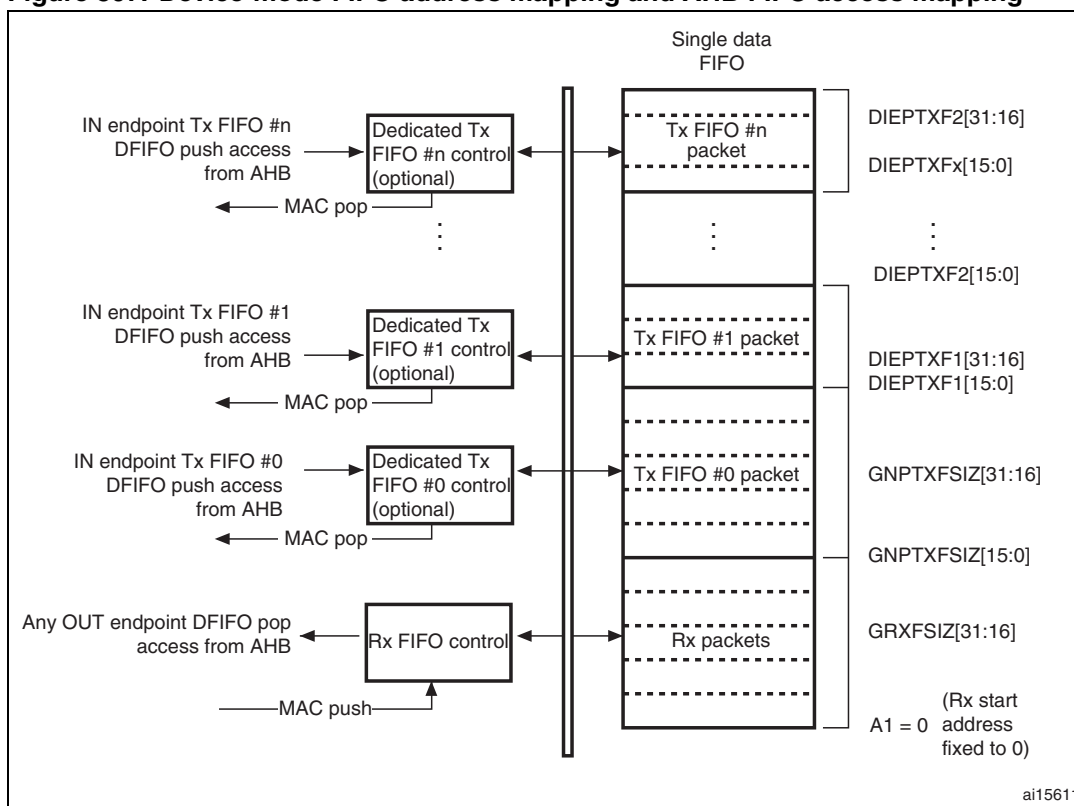 Device-mode FIFO address mapping and AHB FIFO access mapping
Single data
FIFO
IN endpoint Tx FIFO #n
DFIFO push access
from AHB
Dedicated Tx
FIFO #n control
(optional)
MAC pop
Tx FIFO #n
packet
DIEPTXF2[31:16]
DIEPTXFx[15:0]
DIEPTXF2[15:0]
IN endpoint Tx FIFO #1
DFIFO push access
from AHB
Dedicated Tx
FIFO #1 control
(optional)
MAC pop
Tx FIFO #1 packet
DIEPTXF1[31:16]
DIEPTXF1[15:0]
IN endpoint Tx FIFO #0
DFIFO push access
from AHB
Dedicated Tx
FIFO #0 control
(optional)
MAC pop
Tx FIFO #0 packet
GNPTXFSIZ[31:16]
GNPTXFSIZ[15:0]
Any OUT endpoint DFIFO pop
access from AHB
Rx FIFO control
MAC push
Rx packets
GRXFSIZ[31:16]
A1 = 0
(Rx start
address
fixed to 0)
ai15611